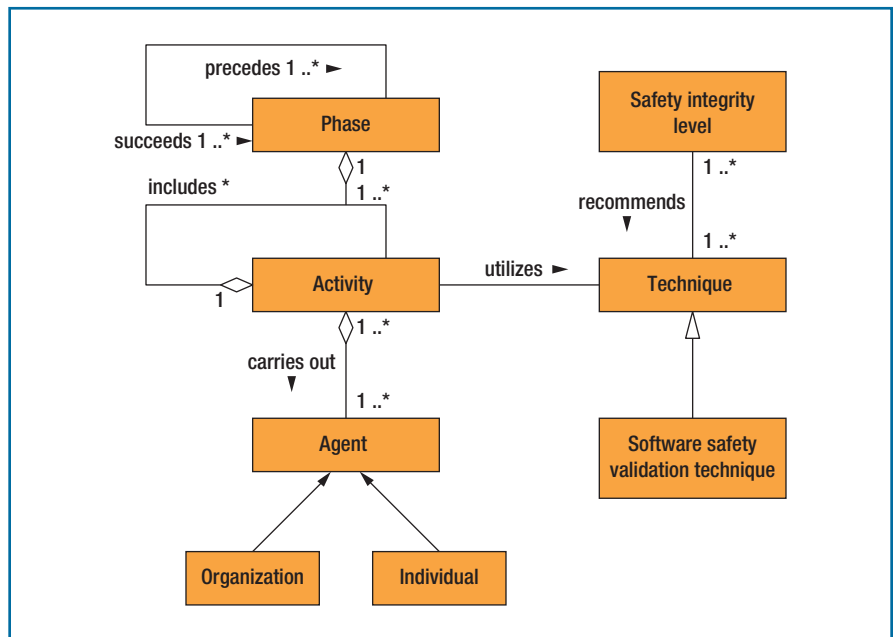 precedes 1 ..* ►
Phase
succeeds 1 ..* ►
Safety integrity
level
1
1 ..*
includes *
1 ..*
recommends
▼
1 ..*
utilizes ►
Activity
Technique
1
1 ..*
carries out
▼
1 ..*
Agent
Software safety
validation technique
Organization
Individual